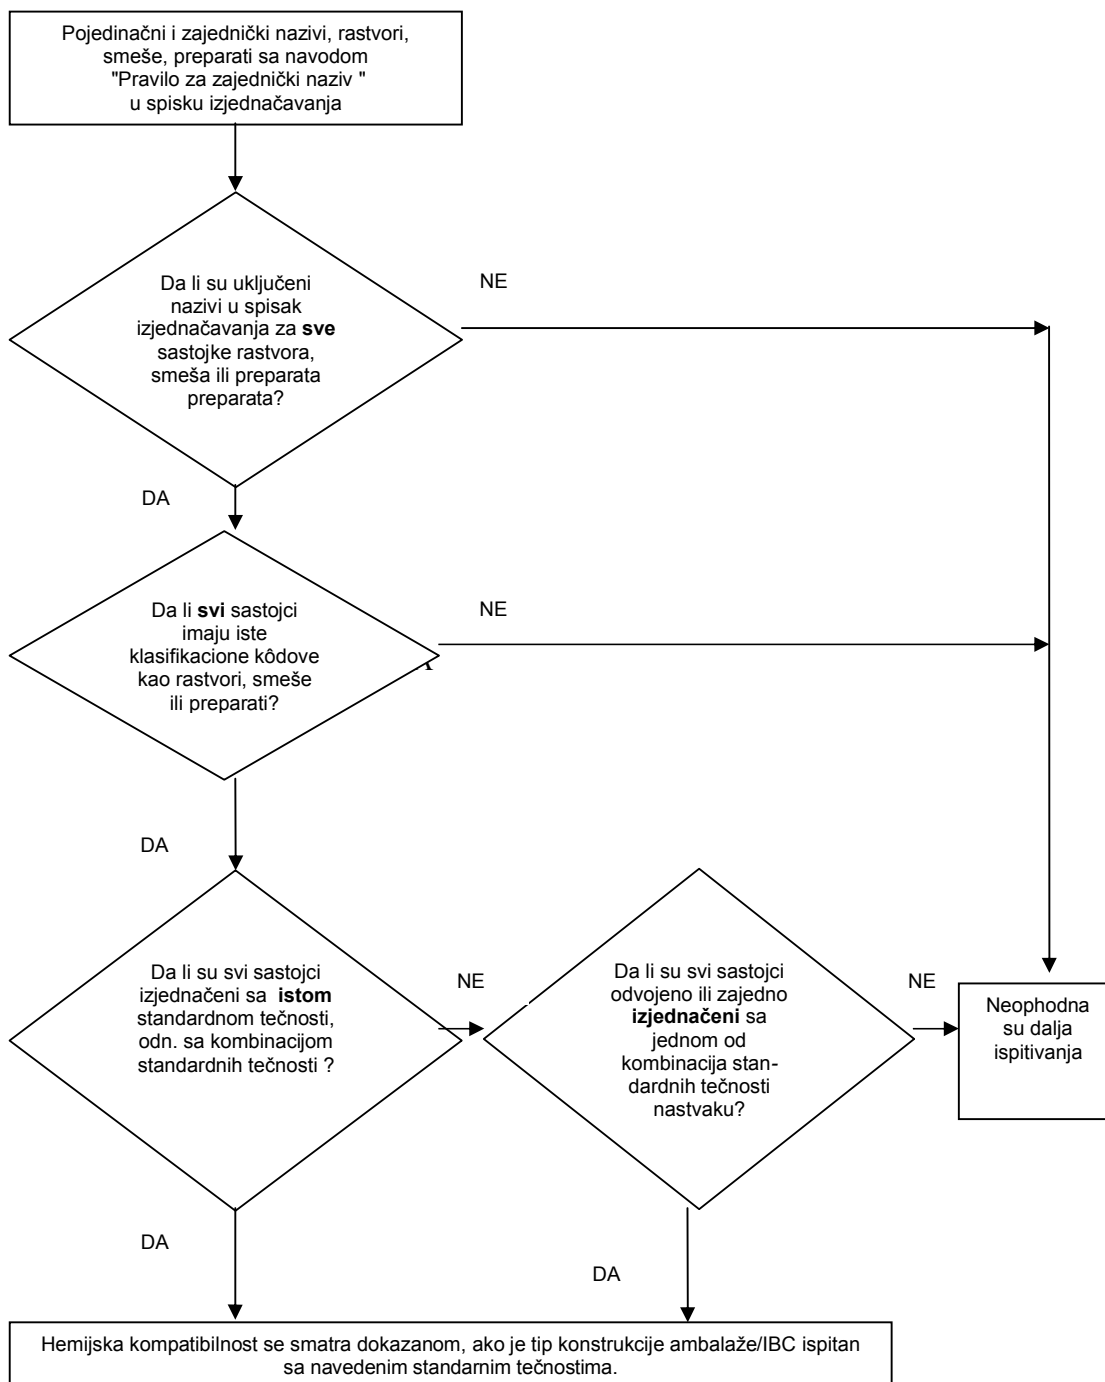 Pojedinačni i zajednički nazivi, rastvori,
smeše, preparati sa navodom
"Pravilo za zajednički naziv "
u spisku izjednačavanja
Da li su uključeni
nazivi u spisak
izjednačavanja za sve
sastojke rastvora,
smeša ili preparata
preparata?
NE
DA
Da li svi sastojci
imaju iste
klasifikacione kôdove
kao rastvori, smeše
ili preparati?
NE
DA
Da li su svi sastojci
izjednačeni sa istom
standardnom tečnosti,
odn. sa kombinacijom
standardnih tečnosti ?
NE
Da li su svi sastojci
odvojeno ili zajedno
izjednačeni sa
jednom od
kombinacija stan-
dardnih tečnosti
nastvaku?
NE
Neophodna
su dalja
ispitivanja
DA
DA
Hemijska kompatibilnost se smatra dokazanom, ako je tip konstrukcije ambalaže/IBC ispitan
sa navedenim standarnim tečnostima.